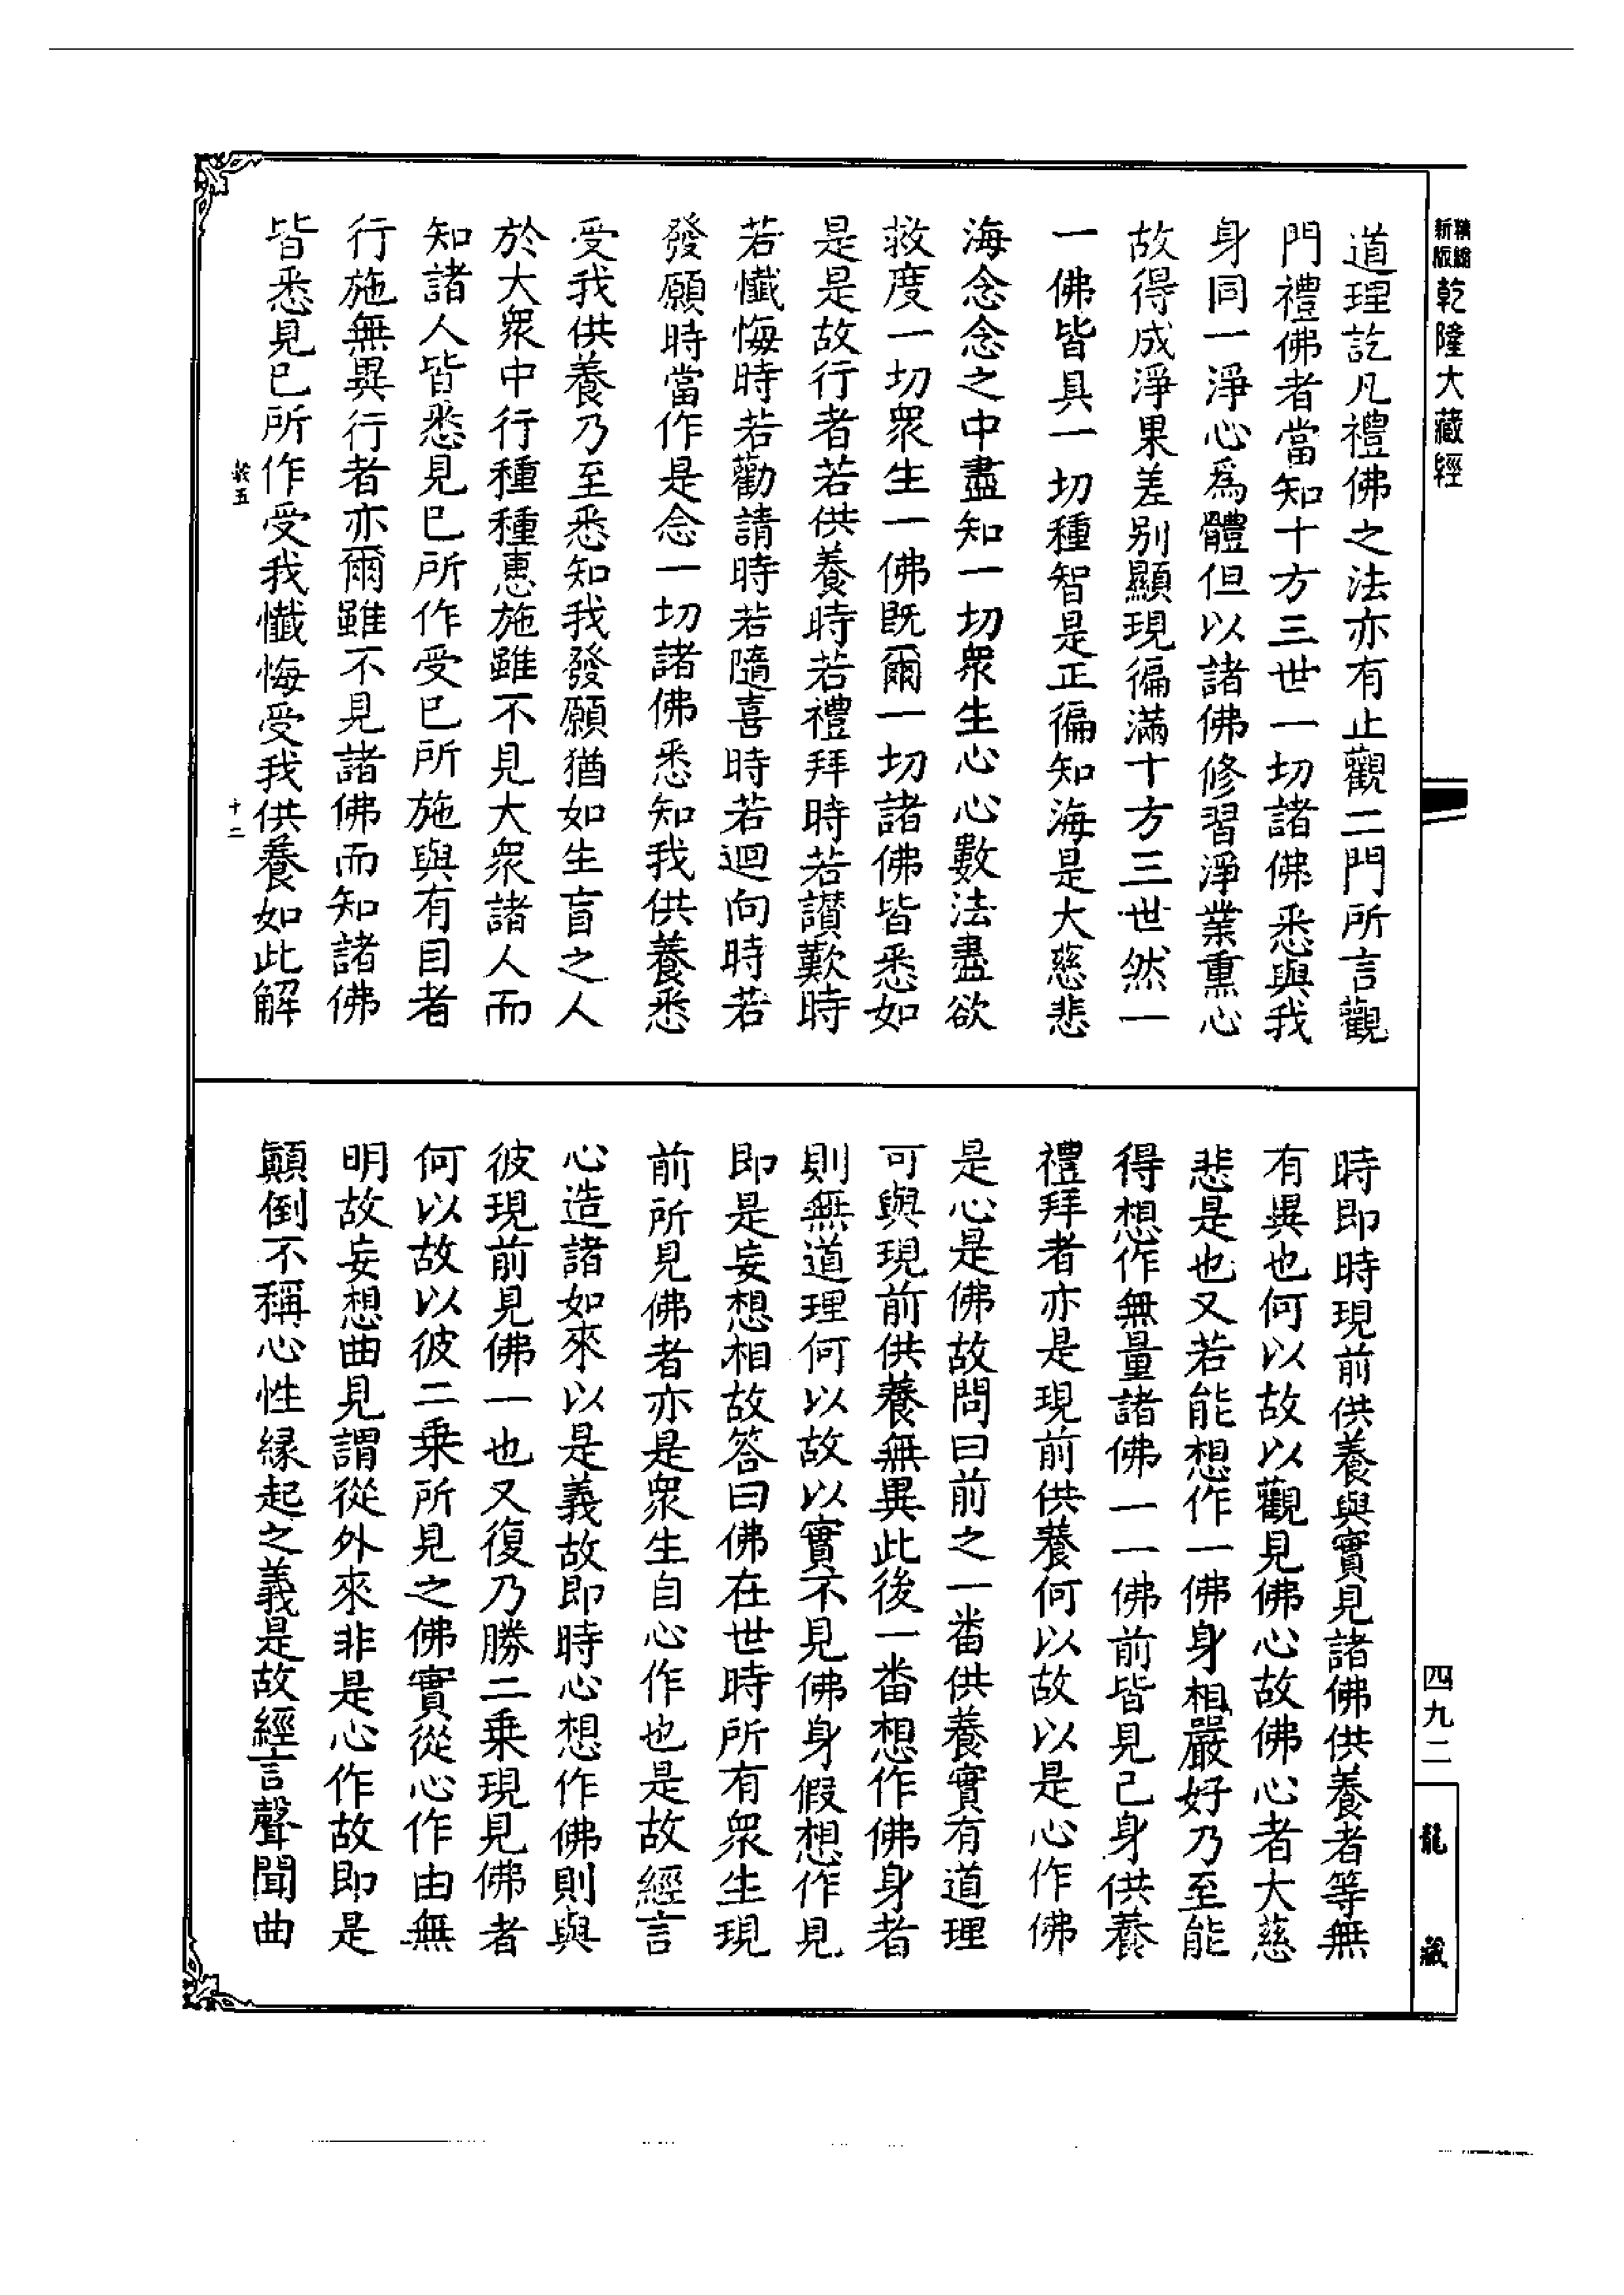 新版精縮乾隆大藏經
道理訖凡禮佛之法亦有止觀二門所言觀
門禮佛者當知十方三世一切諸佛悉與我
身同一淨心爲體但以諸佛修習淨業熏心
故得成淨果差别顯現徧滿十方三世然一
一佛皆具一切種智是正徧知海是大慈悲
海念念之中盡知一切衆生心心數法盡欲
救度一切衆生一佛既爾一切諸佛皆悉如
是是故行者若供養時若禮拜時若讃歎時
若懺悔時若勸請時若隨喜時若迴向時若
發願時當作是念一切諸佛悉知我供養悉
受我供養乃至悉知我發願猶如生盲之人
於大衆中行種種惠施雖不見大衆諸人而
知諸人皆悉見已所作受已所施與有目者
行施無異行者亦爾雖不見諸佛而知諸佛
皆悉見已所作受我懺悔受我供養如此解
十二
時即時現前供養與實見諸佛供養者等無
有異也何以故以觀見佛心故佛心者大慈
悲是也又若能想作一佛身相嚴好乃至能
得想作無量諸佛一一佛前皆見已身供養
禮拜者亦是現前供養何以故以是心作佛
是心是佛故問曰前之一番供養實有道理
可與現前供養無異此後一番想作佛身者
則無道理何以故以實不見佛身假想作見
即是妄想相故答曰佛在世時所有衆生現
前所見佛者亦是衆生自心作也是故經言
心造諸如來以是義故即時心想作佛則與
彼現前見佛一也又復乃勝二乗現見佛者
何以故以彼二乗所見之佛實從心作由無
明故妄想曲見謂從外來非是心作故即是
顛倒不稱心性緣起之義是故經言聲聞曲
四九二
龍藏